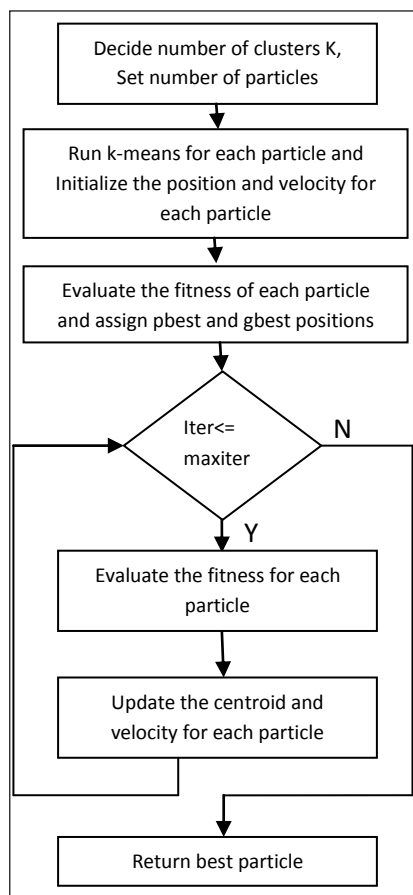 Decide number of clusters K,
Set number of particles
Run k-means for each particle and
Initialize the position and velocity for
each particle
Evaluate the fitness of each particle
and assign pbest and gbest positions
Iter<=
maxiter
N
Y
Evaluate the fitness for each
particle
Update the centroid and
velocity for each particle
Return best particle